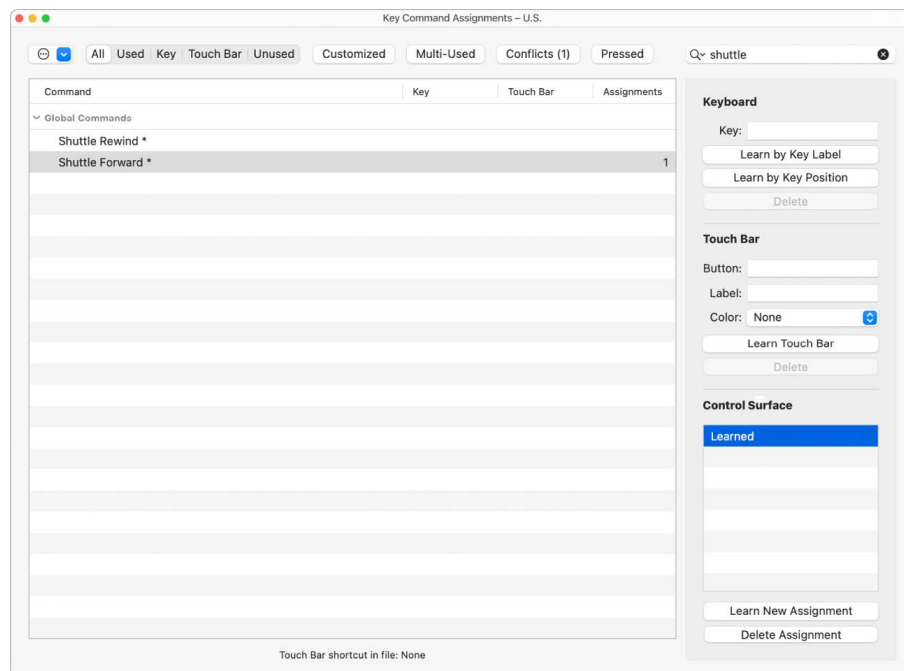 Key Command Assignments – U.S.
All Used Key Touch Bar Unused Customized Multi-Used Conflicts (1) Pressed shuttle
Command Key Touch Bar Assignments
Global Commands
Shuttle Rewind *
Shuttle Forward * 1
Keyboard
Key:
Learn by Key Label
Learn by Key Position
Delete
Touch Bar
Button:
Label:
Color: None
Learn Touch Bar
Delete
Control Surface
Learned
Learn New Assignment
Delete Assignment
Touch Bar shortcut in file: None